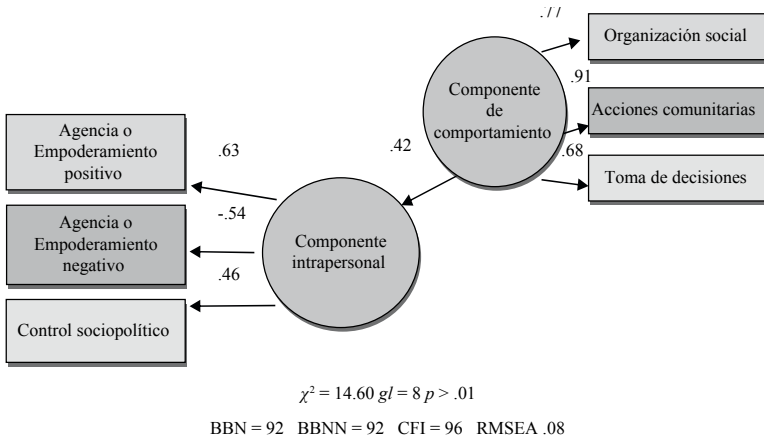 .77
Organización social
Componente
de
comportamiento
.91
Acciones comunitarias
.68
Toma de decisiones
.42
Agencia o
Empoderamiento
positivo
.63
Agencia o
Empoderamiento
negativo
-.54
Componente
intrapersonal
.46
Control sociopolítico
χ² = 14.60 gl = 8 p > .01
BBN = 92 BBNN = 92 CFI = 96 RMSEA .08